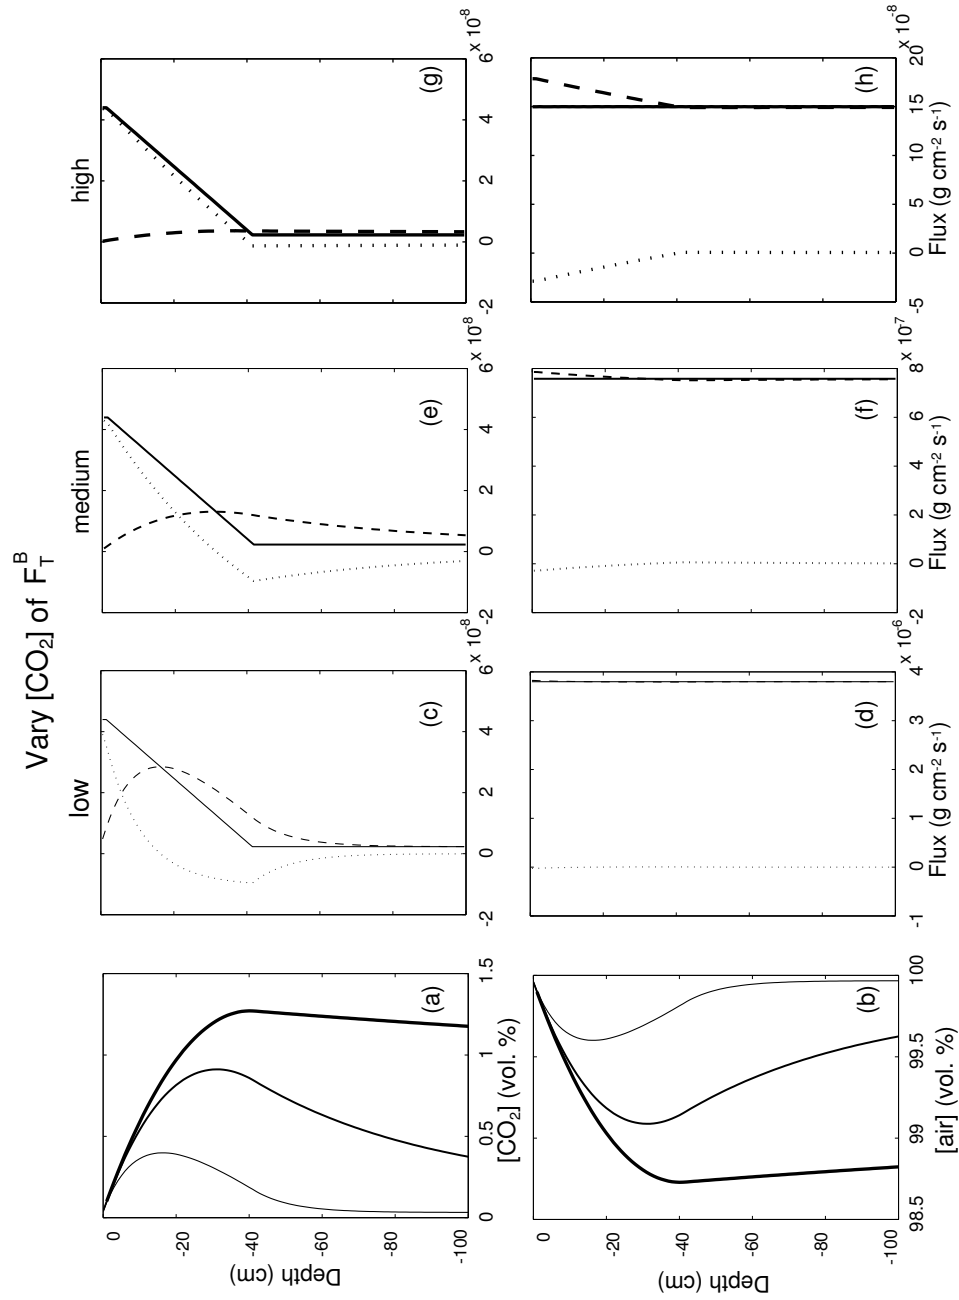 Vary [CO₂] of F_T^B
low medium high
0
-20
-40
-60
-80
-100
Depth (cm)
(a)
(c)
(e)
(g)
0 0.5 1 1.5
[CO₂] (vol. %)
-2 0 2 4 6
x 10⁻⁸
-2 0 2 4 6
x 10⁻⁸
-2 0 2 4 6
x 10⁻⁸
0
-20
-40
-60
-80
-100
Depth (cm)
(b)
(d)
(f)
(h)
98.5 99 99.5 100
[air] (vol. %)
-1 0 1 2 3 4
x 10⁻⁶
Flux (g cm⁻² s⁻¹)
-2 0 2 4 6 8
x 10⁻⁷
Flux (g cm⁻² s⁻¹)
-5 0 5 10 15 20
x 10⁻⁸
Flux (g cm⁻² s⁻¹)